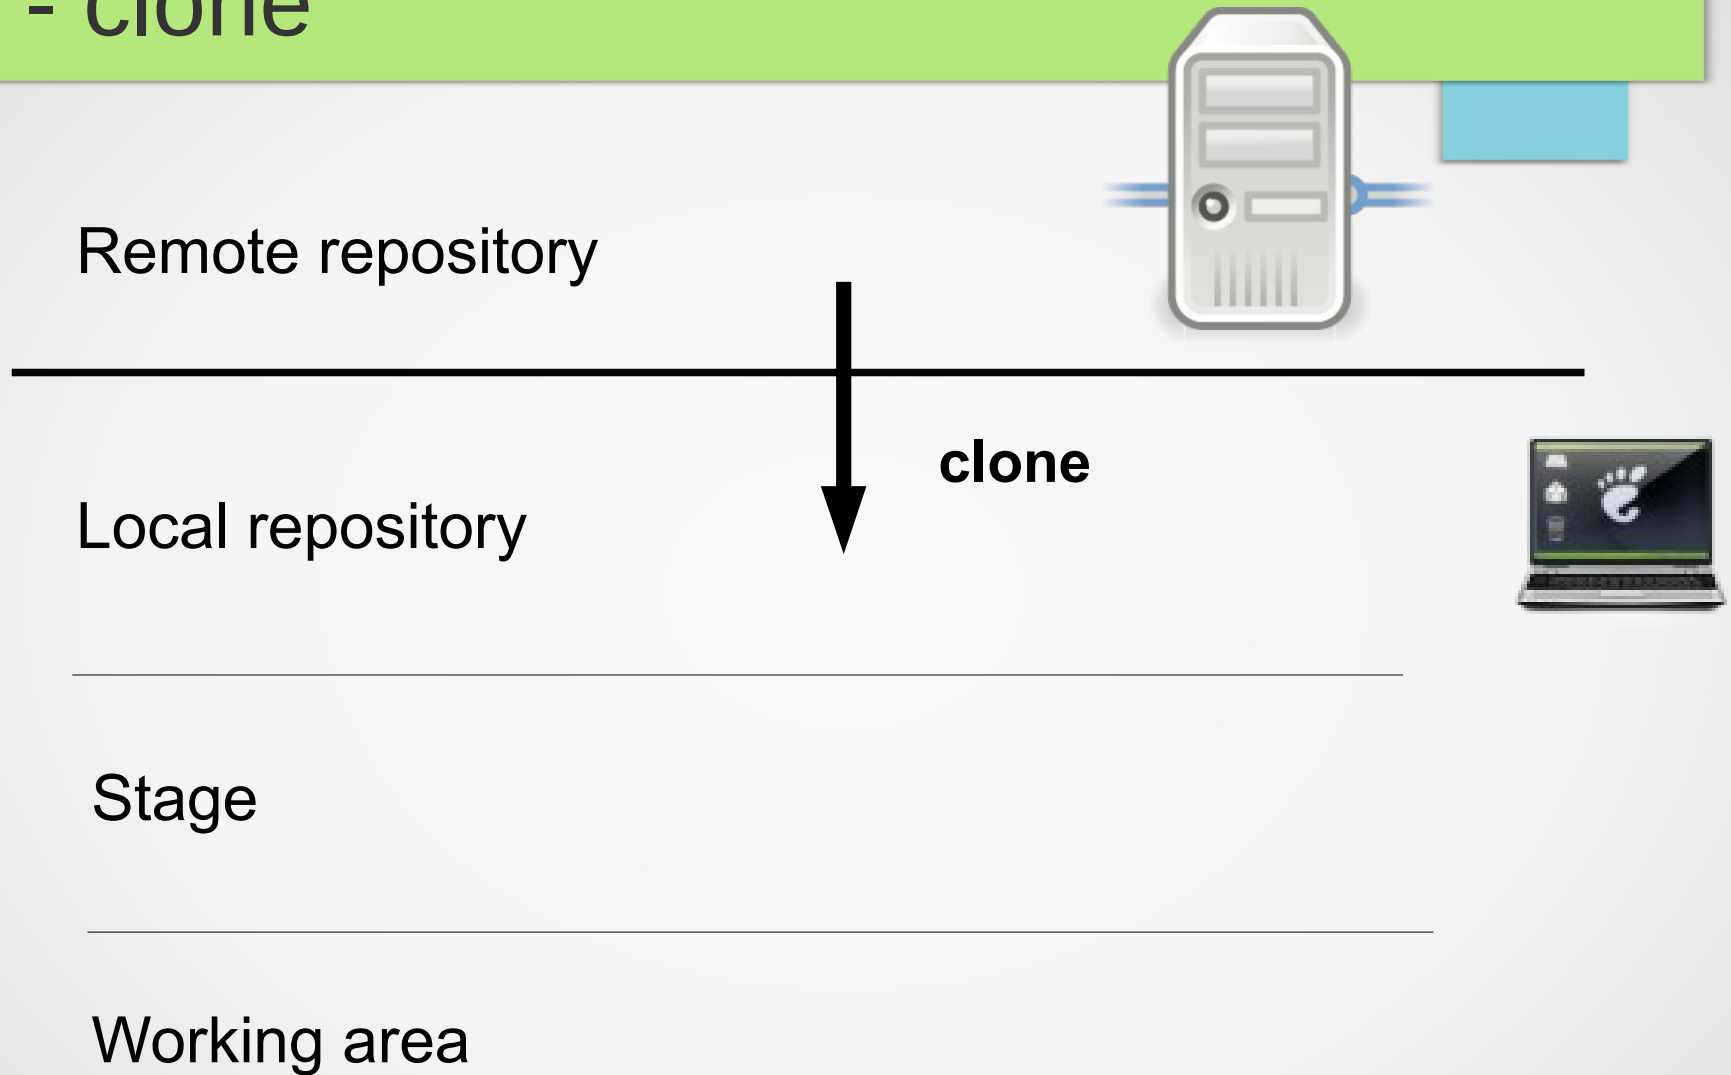 - clone
Remote repository
clone
Local repository
Stage
Working area